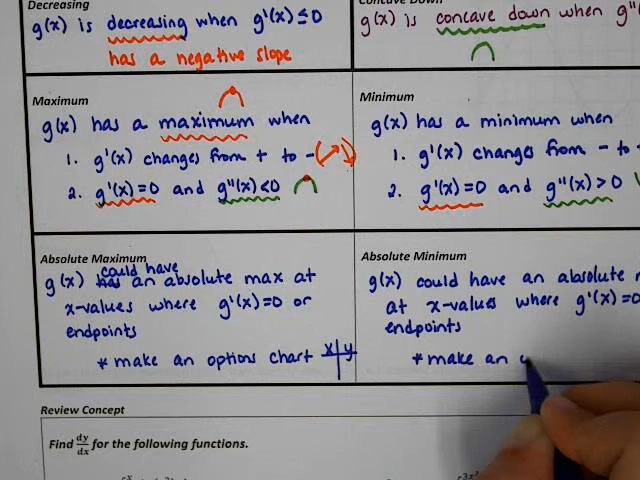 Decreasing
g(x) is decreasing when g'(x) ≤ 0
has a negative slope
Concave Down
g(x) is concave down when g"
Maximum
g(x) has a maximum when
1. g'(x) changes from + to -
2. g'(x)=0 and g"(x)<0
Minimum
g(x) has a minimum when
1. g'(x) changes from - to
2. g'(x)=0 and g"(x) > 0
Absolute Maximum
could have
g(x) has an absolute max at
x-values where g'(x)=0 or
endpoints
* make an options chart x y
Absolute Minimum
g(x) could have an absolute
at x-values where g'(x)=0
endpoints
* make an
Review Concept
Find dy/dx for the following functions.